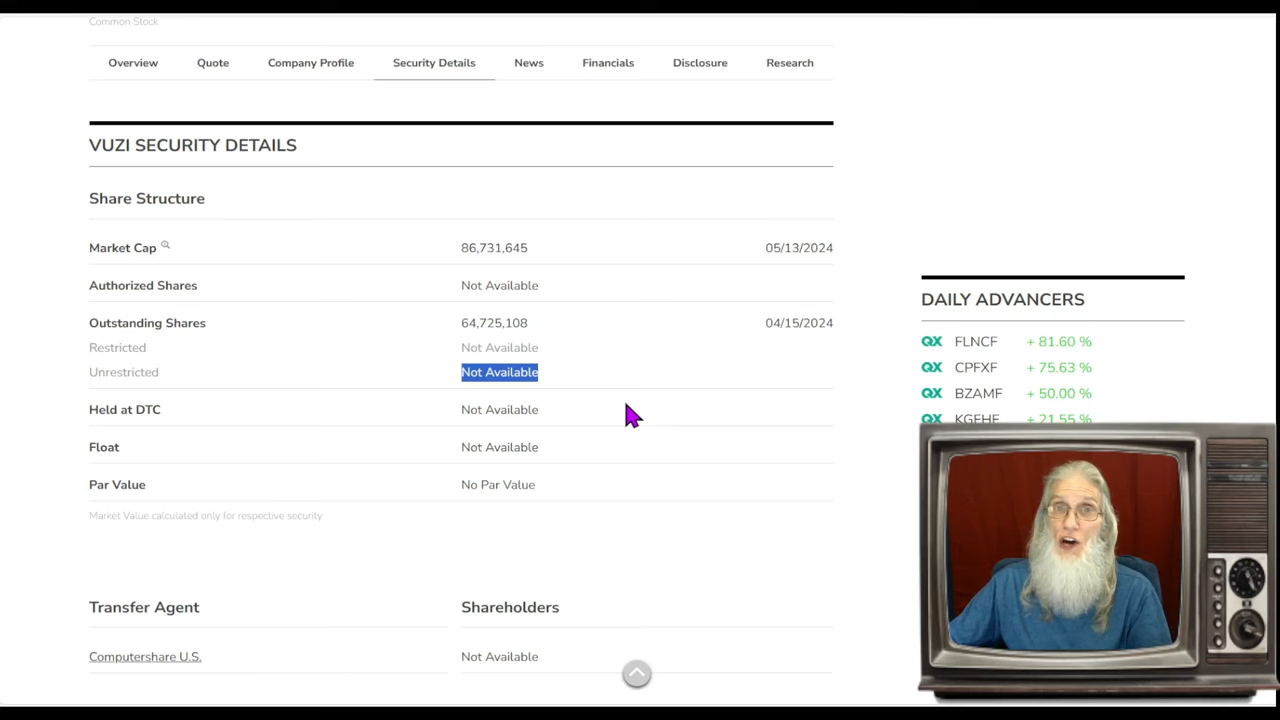 Common Stock
Overview Quote Company Profile Security Details News Financials Disclosure Research
VUZI SECURITY DETAILS
Share Structure
Market Cap 86,731,645 05/13/2024
Authorized Shares Not Available
Outstanding Shares 64,725,108 04/15/2024
Restricted Not Available
Unrestricted Not Available
Held at DTC Not Available
Float Not Available
Par Value No Par Value
Market Value calculated only for respective security
Transfer Agent Shareholders
Computershare U.S. Not Available
DAILY ADVANCERS
QX FLNCF + 81.60 %
QX CPFXF + 75.63 %
QX BZAMF + 50.00 %
QX KGEHF + 21.55 %